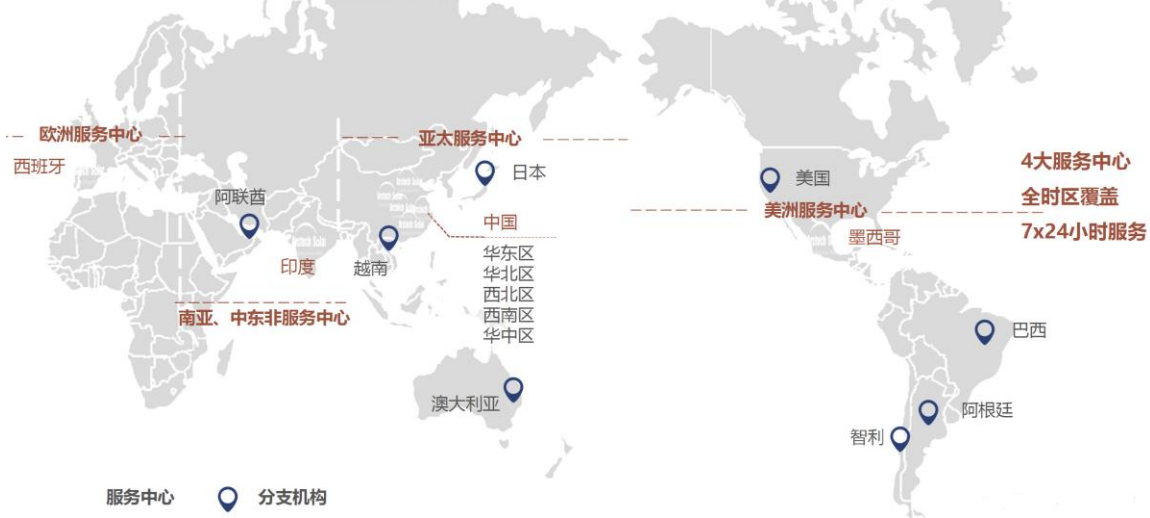 欧洲服务中心
西班牙
亚太服务中心
日本
阿联酋
中国
印度
越南
华东区
华北区
西北区
西南区
华中区
南亚、中东非服务中心
澳大利亚
美国
美洲服务中心
墨西哥
4大服务中心
全时区覆盖
7x24小时服务
巴西
阿根廷
智利
服务中心
分支机构